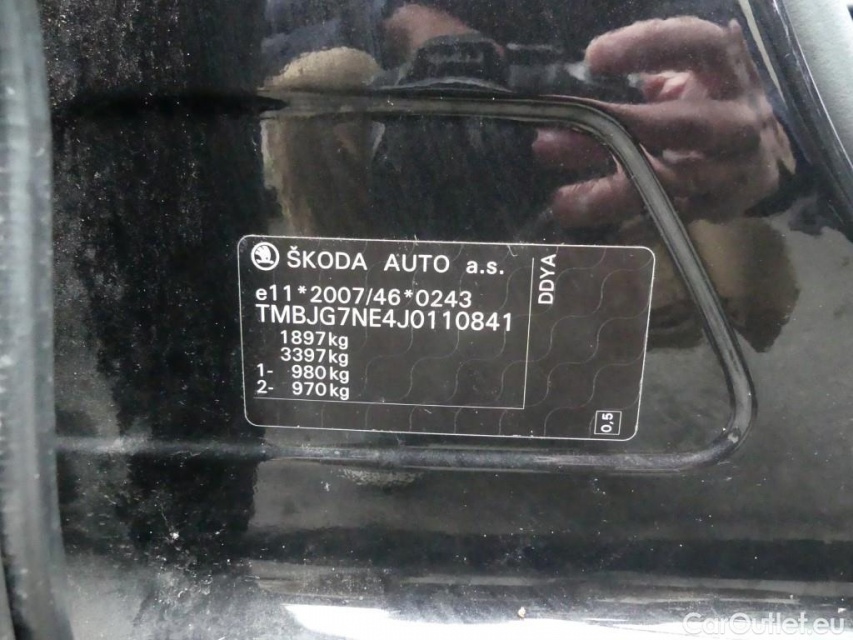 ŠKODA AUTO a.s.
e11*2007/46*0243
TMBJG7NE4J0110841
1897kg
3397kg
1- 980kg
2- 970kg
DDYA
0,5
CarOutlet.eu